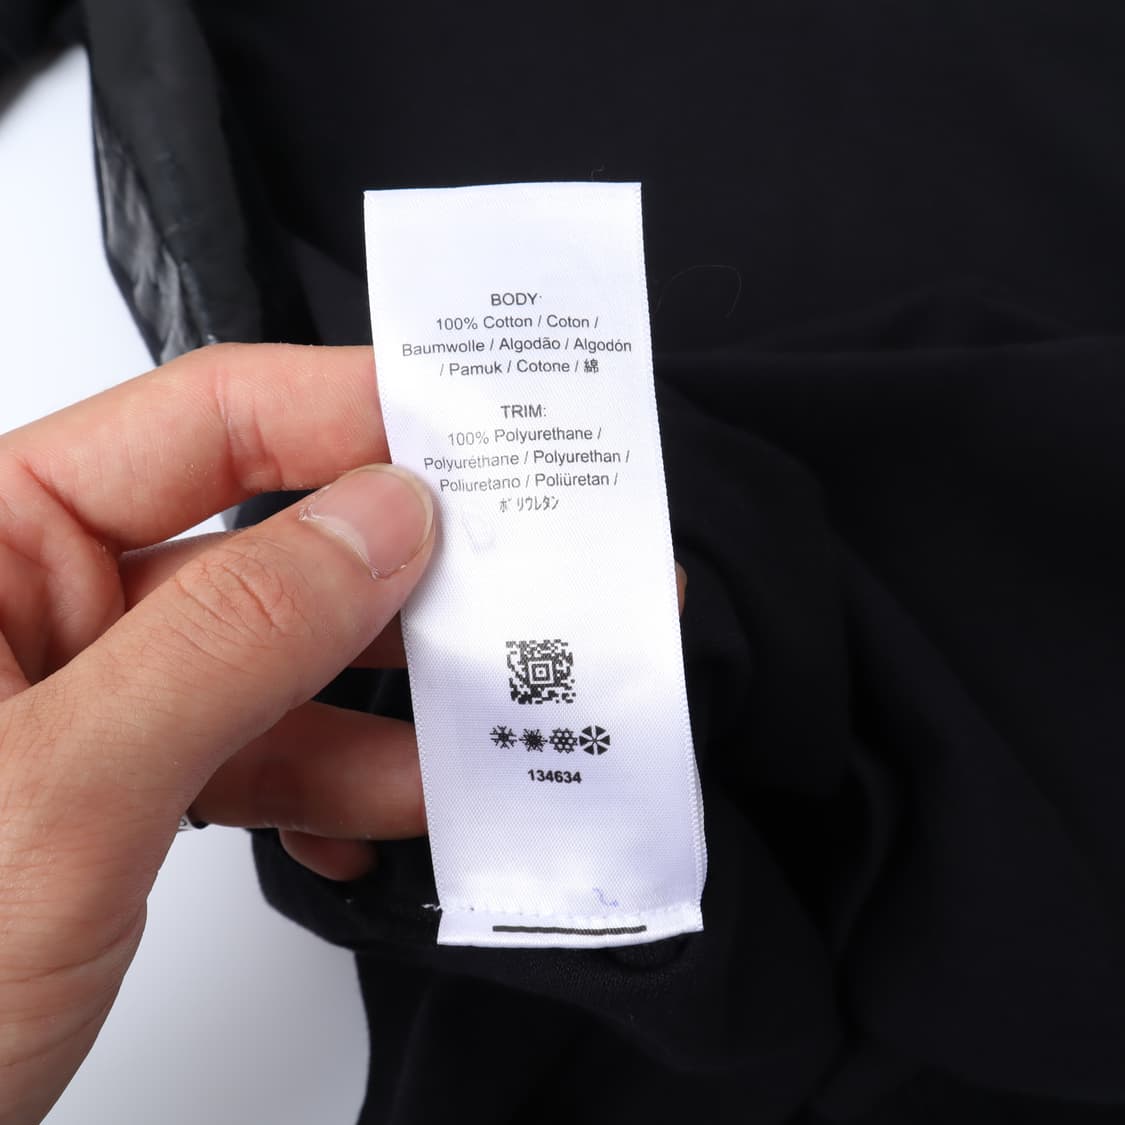 BODY:
100% Cotton / Coton /
Baumwolle / Algodão / Algodón
/ Pamuk / Cotone / 綿
TRIM:
100% Polyurethane /
Polyuréthane / Polyurethan /
Poliuretano / Poliüretan /
ポリウレタン
134634